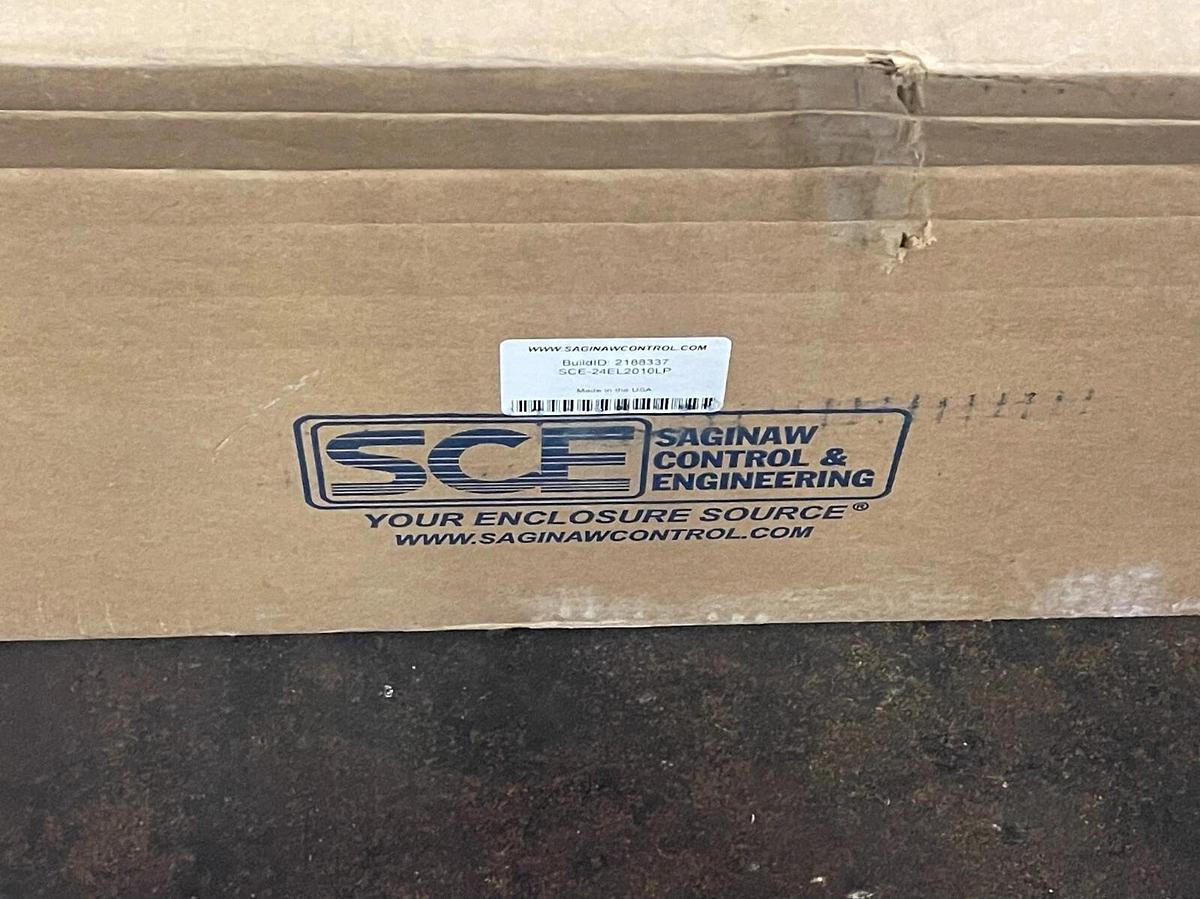 WWW.SAGINAWCONTROL.COM
BuildID: 2188337
SCE-24EL2010LP
Made in the USA
SCE
SAGINAW
CONTROL &
ENGINEERING
YOUR ENCLOSURE SOURCE®
WWW.SAGINAWCONTROL.COM